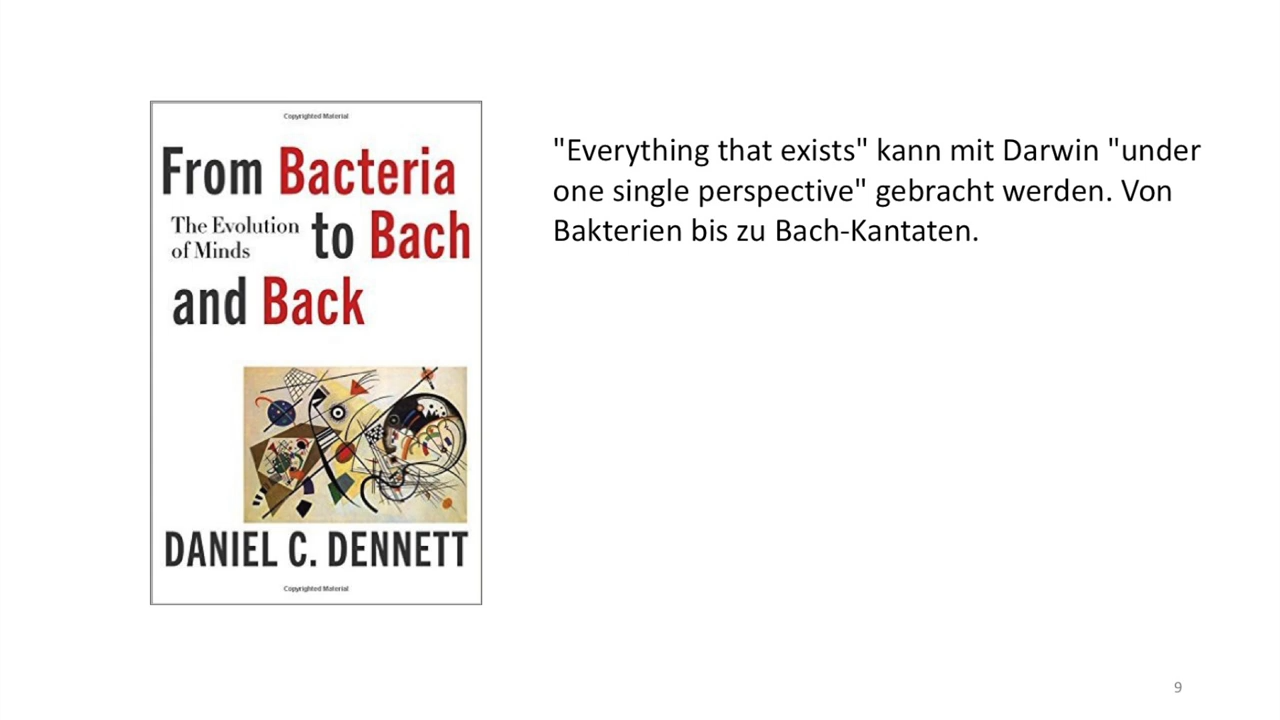 Copyrighted Material
From Bacteria
The Evolution
of Minds
to Bach
and Back
DANIEL C. DENNETT
Copyrighted Material
"Everything that exists" kann mit Darwin "under
one single perspective" gebracht werden. Von
Bakterien bis zu Bach-Kantaten.
9